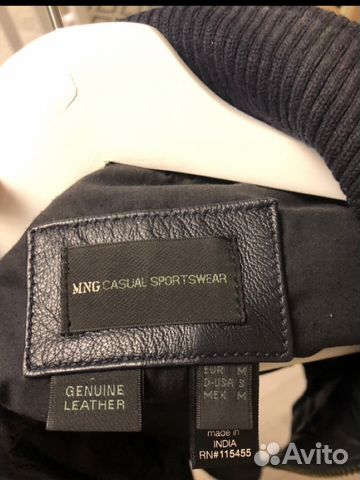 MNG CASUAL SPORTSWEAR
GENUINE
LEATHER
EUR M
D-USA S
MEX M
made in
INDIA
RN#115455
Avito